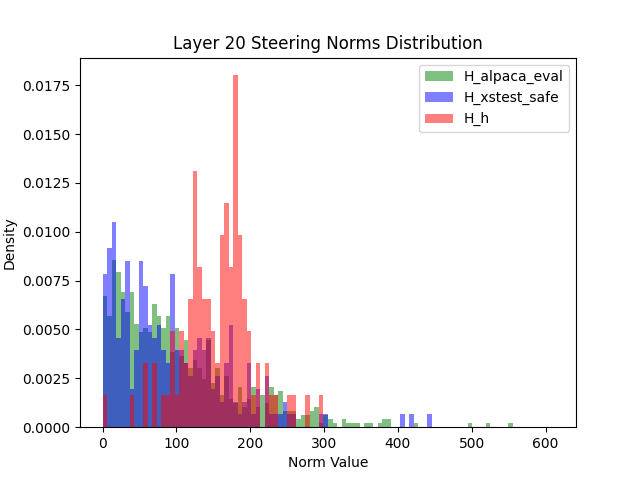 Layer 20 Steering Norms Distribution
H_alpaca_eval
H_xstest_safe
H_h
Density
0.0175
0.0150
0.0125
0.0100
0.0075
0.0050
0.0025
0.0000
0 100 200 300 400 500 600
Norm Value